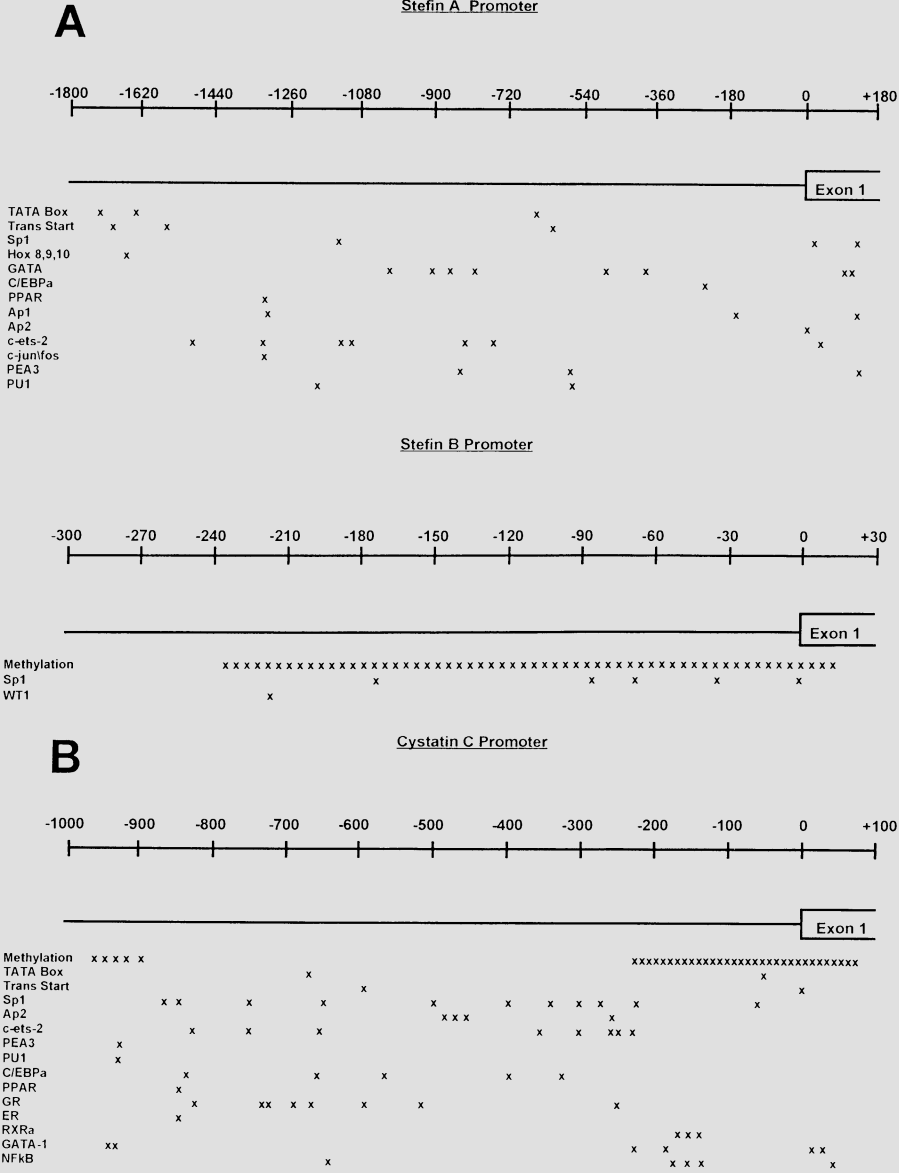 A
Stefin A Promoter
-1800 -1620 -1440 -1260 -1080 -900 -720 -540 -360 -180 0 +180
Exon 1
TATA Box x x x
Trans Start x x x
Sp1 x x x
Hox 8,9,10 x
GATA x x x x x x x x
C/EBPa x
PPAR x
Ap1 x x x
Ap2 x
c-ets-2 x x x x x x x
c-jun\fos x
PEA3 x x x
PU1 x x
Stefin B Promoter
-300 -270 -240 -210 -180 -150 -120 -90 -60 -30 0 +30
Exon 1
Methylation x x x x x x x x x x x x x x x x x x x x x x x x x x x x x x x x x x x x x x x x x x x x x x x x x x x x x x x x x x
Sp1 x x x x x
WT1 x
B
Cystatin C Promoter
-1000 -900 -800 -700 -600 -500 -400 -300 -200 -100 0 +100
Exon 1
Methylation x x x x x xxxxxxxxxxxxxxxxxxxxxxxxxxxxxxxx
TATA Box x x
Trans Start x x
Sp1 x x x x x x x x x x x
Ap2 x x x x
c-ets-2 x x x x x x x x
PEA3 x
PU1 x
C/EBPa x x x x x
PPAR x
GR x x x x x x x x
ER x
RXRa x x x
GATA-1 x x x x x x
NFkB x x x x x